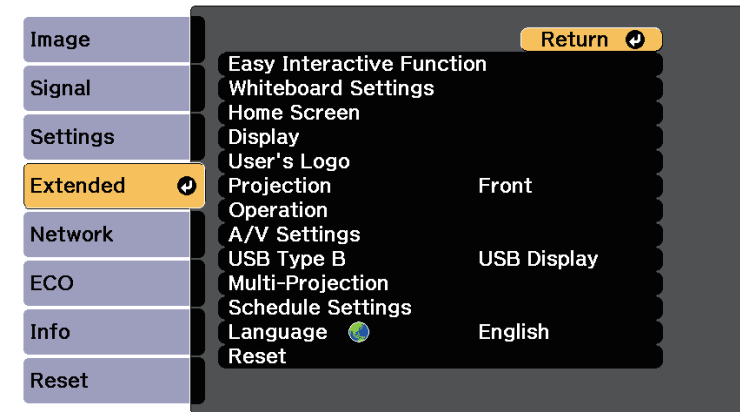 Image
Signal
Settings
Extended
Network
ECO
Info
Reset
Return
Easy Interactive Function
Whiteboard Settings
Home Screen
Display
User's Logo
Projection Front
Operation
A/V Settings
USB Type B USB Display
Multi-Projection
Schedule Settings
Language English
Reset